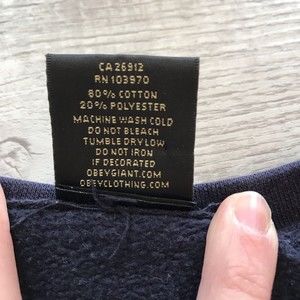 CA 26912
RN 103970
80% COTTON
20% POLYESTER
MACHINE WASH COLD
DO NOT BLEACH
TUMBLE DRY LOW
DO NOT IRON
IF DECORATED
OBEYGIANT.COM
OBEYCLOTHING.COM